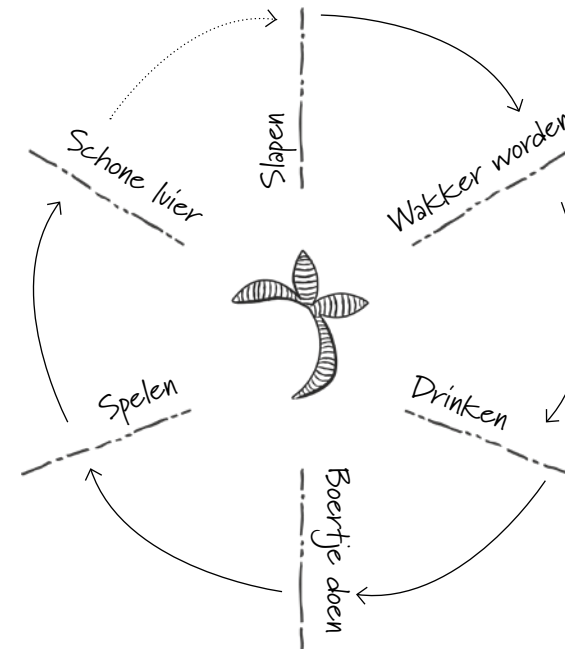 Slapen
Wakker worden
Drinken
Boertje doen
Spelen
Schone luier